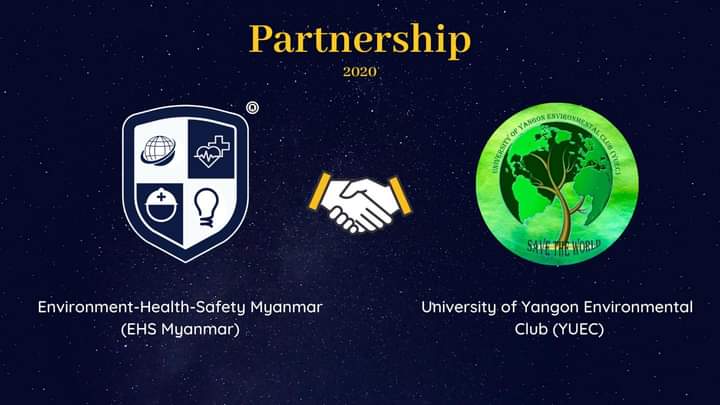 Partnership
2020
®
UNIVERSITY OF YANGON ENVIRONMENTAL CLUB (YUEC)
SAVE THE WORLD
Environment-Health-Safety Myanmar
(EHS Myanmar)
University of Yangon Environmental
Club (YUEC)